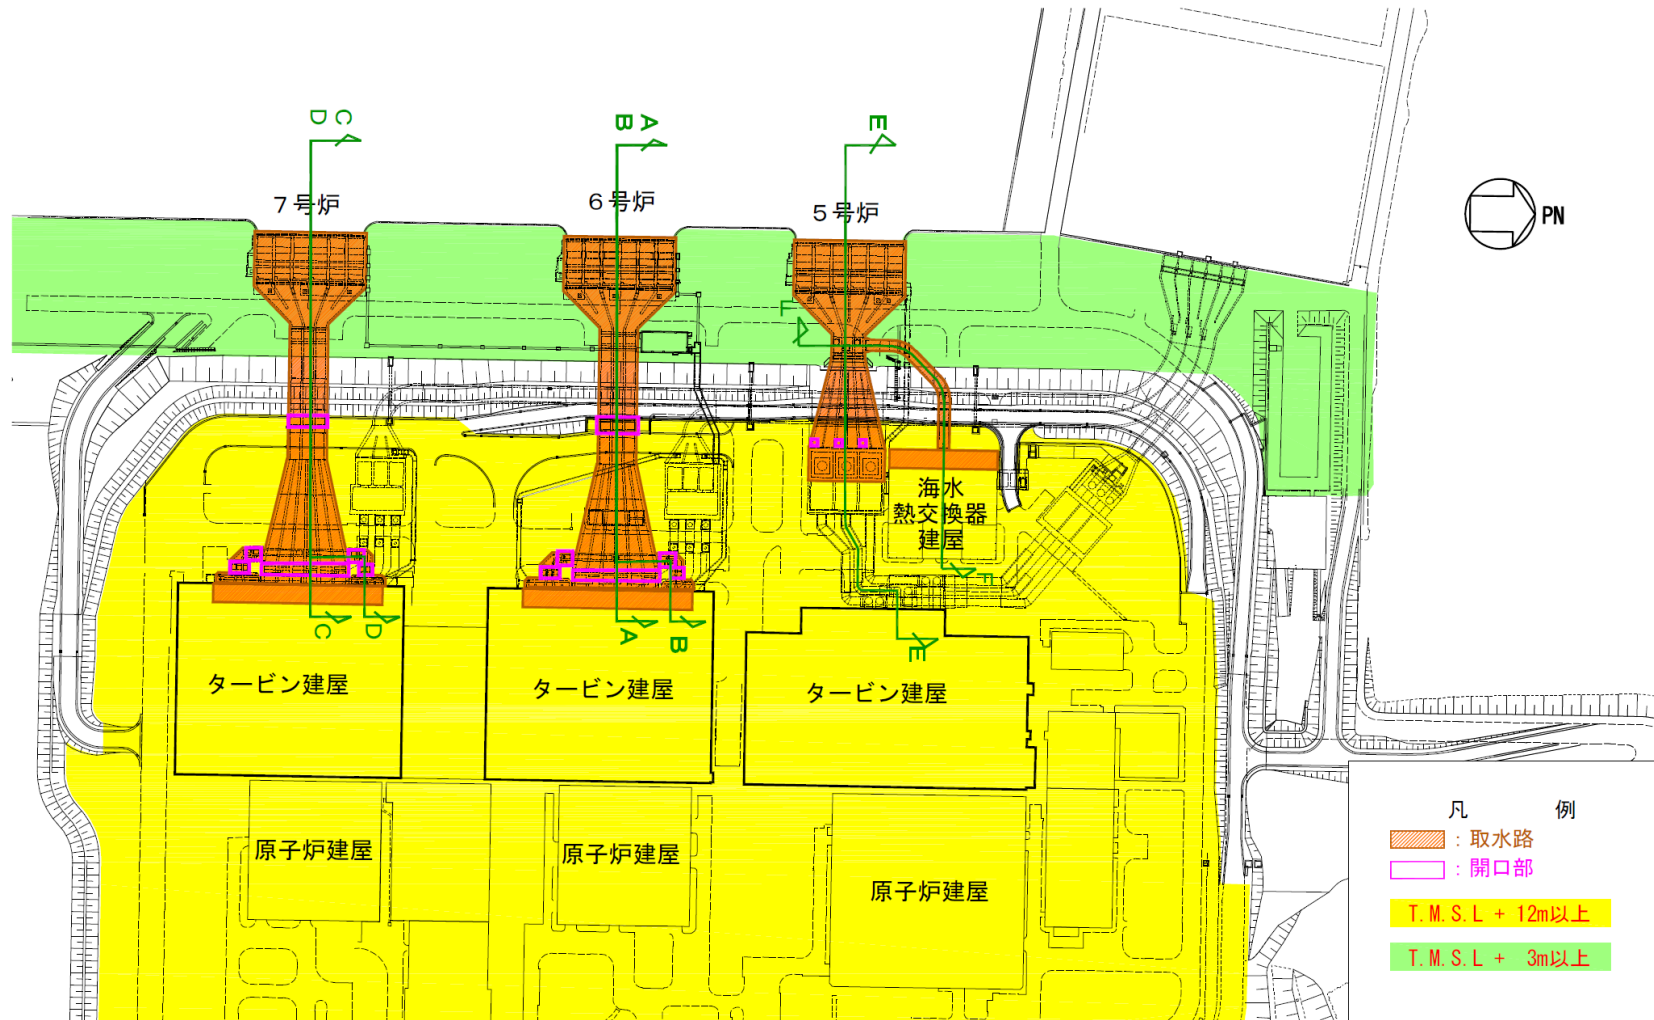 C
D
A
B
E
7号炉
6号炉
5号炉
PN
F
海水
熱交換器
建屋
F
C
D
A
B
E
タービン建屋
タービン建屋
タービン建屋
原子炉建屋
原子炉建屋
原子炉建屋
凡 例
：取水路
：開口部
T.M.S.L + 12m以上
T.M.S.L + 3m以上